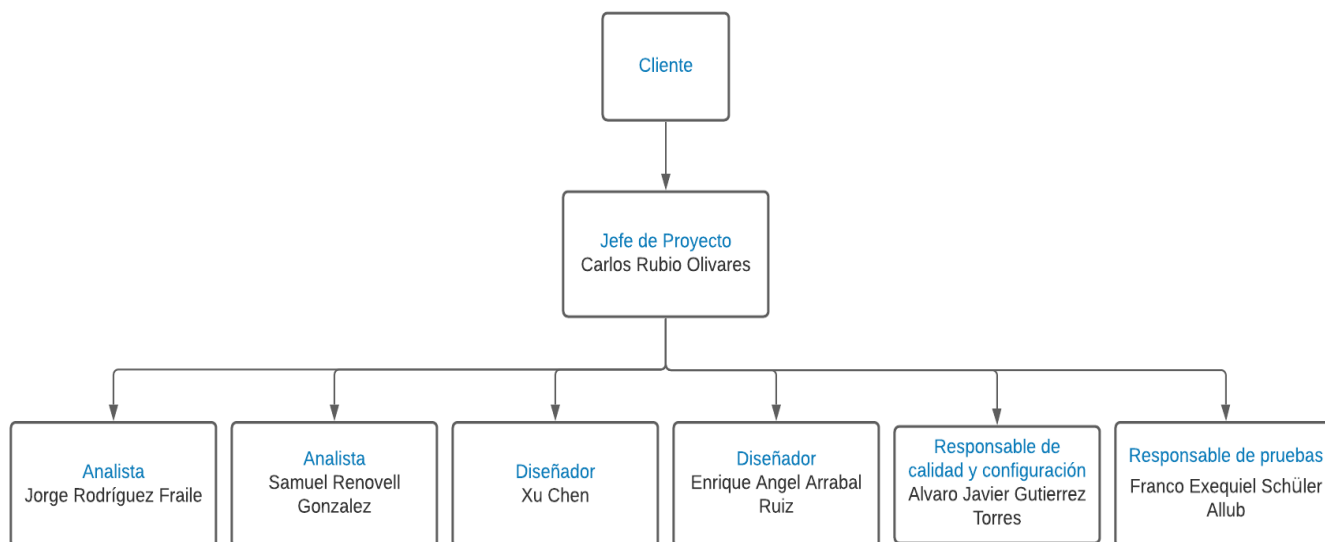 Cliente
Jefe de Proyecto
Carlos Rubio Olivares
Analista
Jorge Rodríguez Fraile
Analista
Samuel Renovell
Gonzalez
Diseñador
Xu Chen
Diseñador
Enrique Angel Arrabal
Ruiz
Responsable de
calidad y configuración
Alvaro Javier Gutierrez
Torres
Responsable de pruebas
Franco Exequiel Schüler
Allub